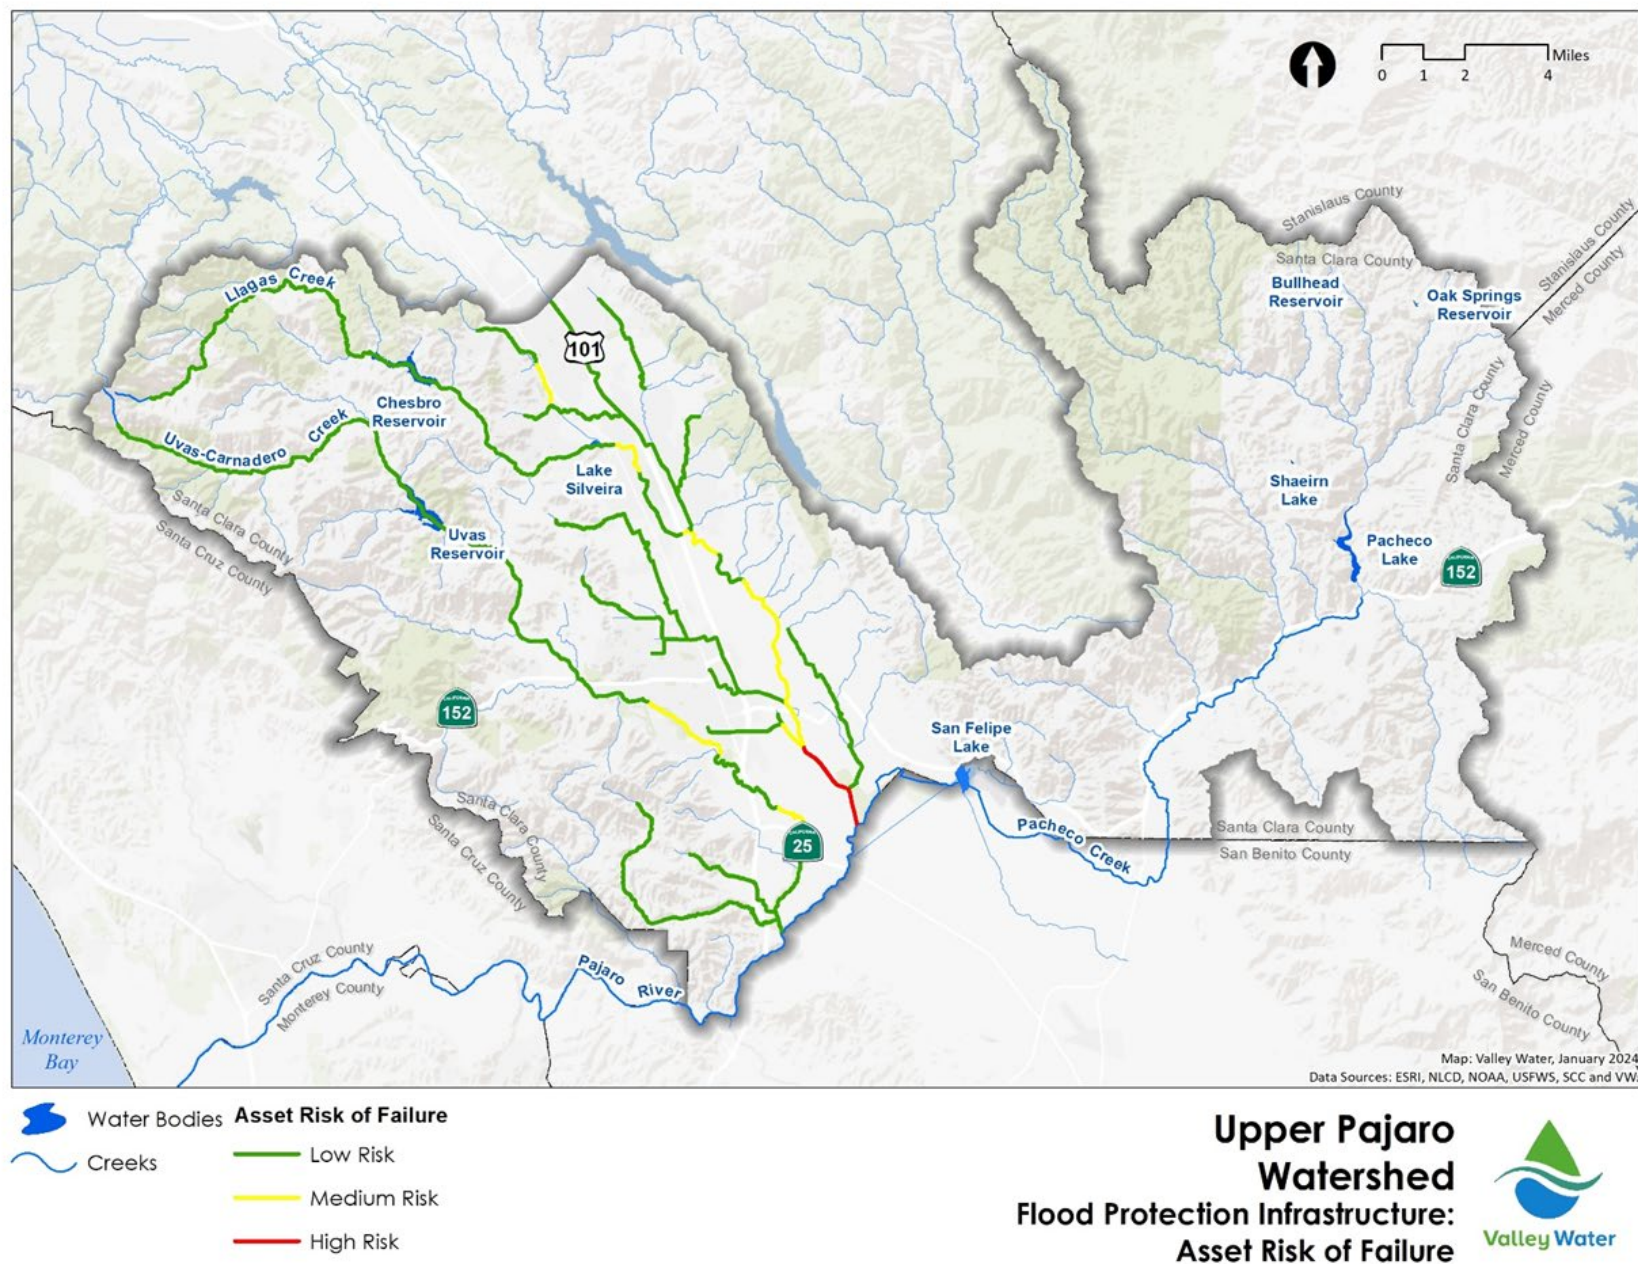 Miles
0 1 2 4
Stanislaus County
Santa Clara County
Stanislaus County
Merced County
Bullhead
Reservoir
Oak Springs
Reservoir
Llagas Creek
101
Chesbro
Reservoir
Uvas-Carnadero Creek
Santa Clara County
Merced County
Lake
Silveira
Shaeirn
Lake
Santa Clara County
Santa Cruz County
Uvas
Reservoir
Pacheco
Lake
CALIFORNIA
152
CALIFORNIA
152
San Felipe
Lake
Santa Clara County
Santa Cruz County
CALIFORNIA
25
Pacheco Creek
Santa Clara County
San Benito County
Santa Cruz County
Monterey County
Pajaro River
Merced County
San Benito County
Monterey
Bay
Map: Valley Water, January 2024
Data Sources: ESRI, NLCD, NOAA, USFWS, SCC and VW
Water Bodies
Creeks
Asset Risk of Failure
Low Risk
Medium Risk
High Risk
Upper Pajaro
Watershed
Flood Protection Infrastructure:
Asset Risk of Failure
Valley Water